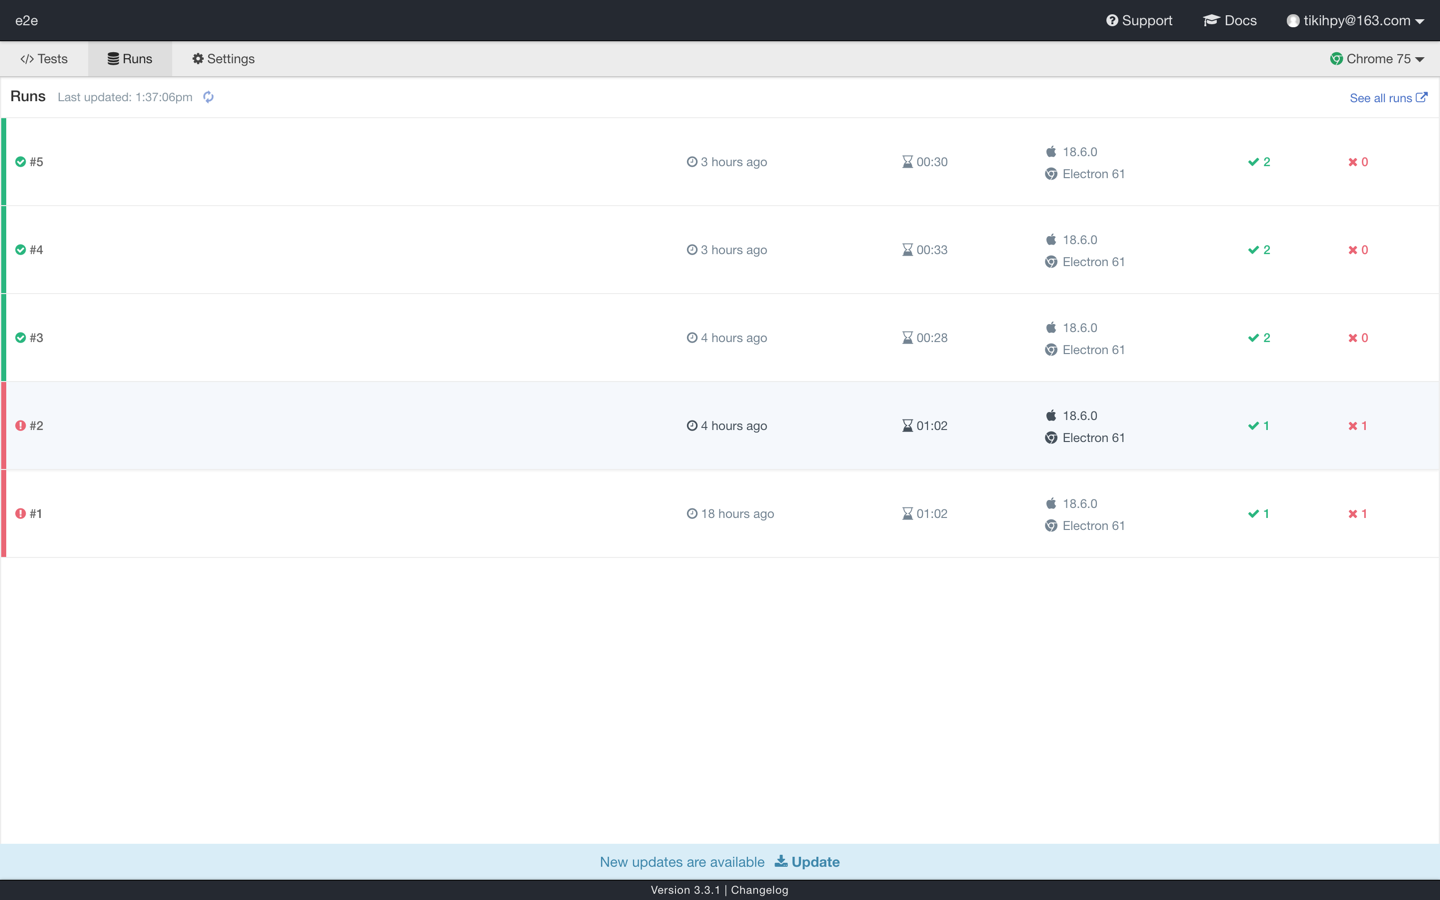 e2e Support Docs tikihpy@163.com
Tests Runs Settings Chrome 75
Runs Last updated: 1:37:06pm See all runs
#5 3 hours ago 00:30 18.6.0 2 0
Electron 61
#4 3 hours ago 00:33 18.6.0 2 0
Electron 61
#3 4 hours ago 00:28 18.6.0 2 0
Electron 61
#2 4 hours ago 01:02 18.6.0 1 1
Electron 61
#1 18 hours ago 01:02 18.6.0 1 1
Electron 61
New updates are available Update
Version 3.3.1 | Changelog